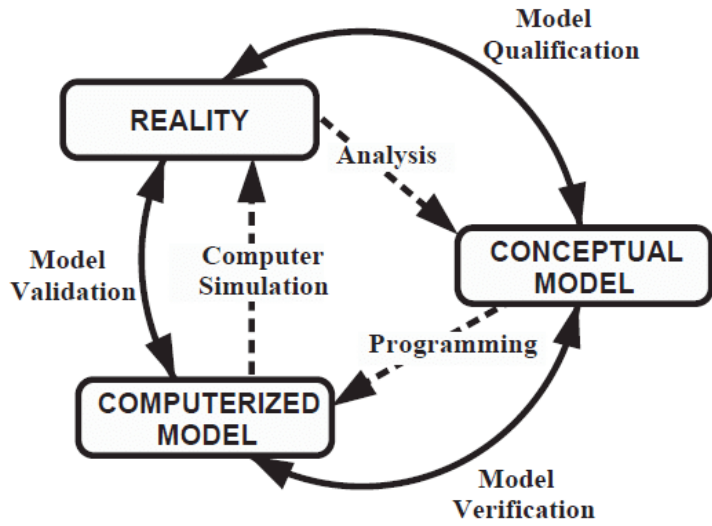 Model
Qualification
REALITY
Analysis
CONCEPTUAL
MODEL
Model
Validation
Computer
Simulation
Programming
COMPUTERIZED
MODEL
Model
Verification